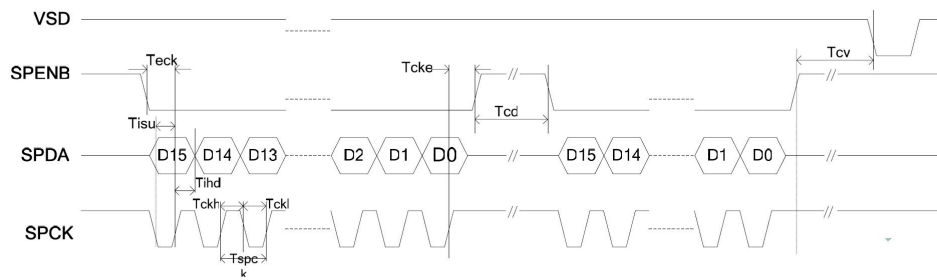 VSD
Teck
Tcke
Tcv
SPENB
Tcd
Tisu
SPDA
D15 D14 D13 D2 D1 D0 // D15 D14 D1 D0 //
Tihd
Tckh Tckl
SPCK
Tspc
k